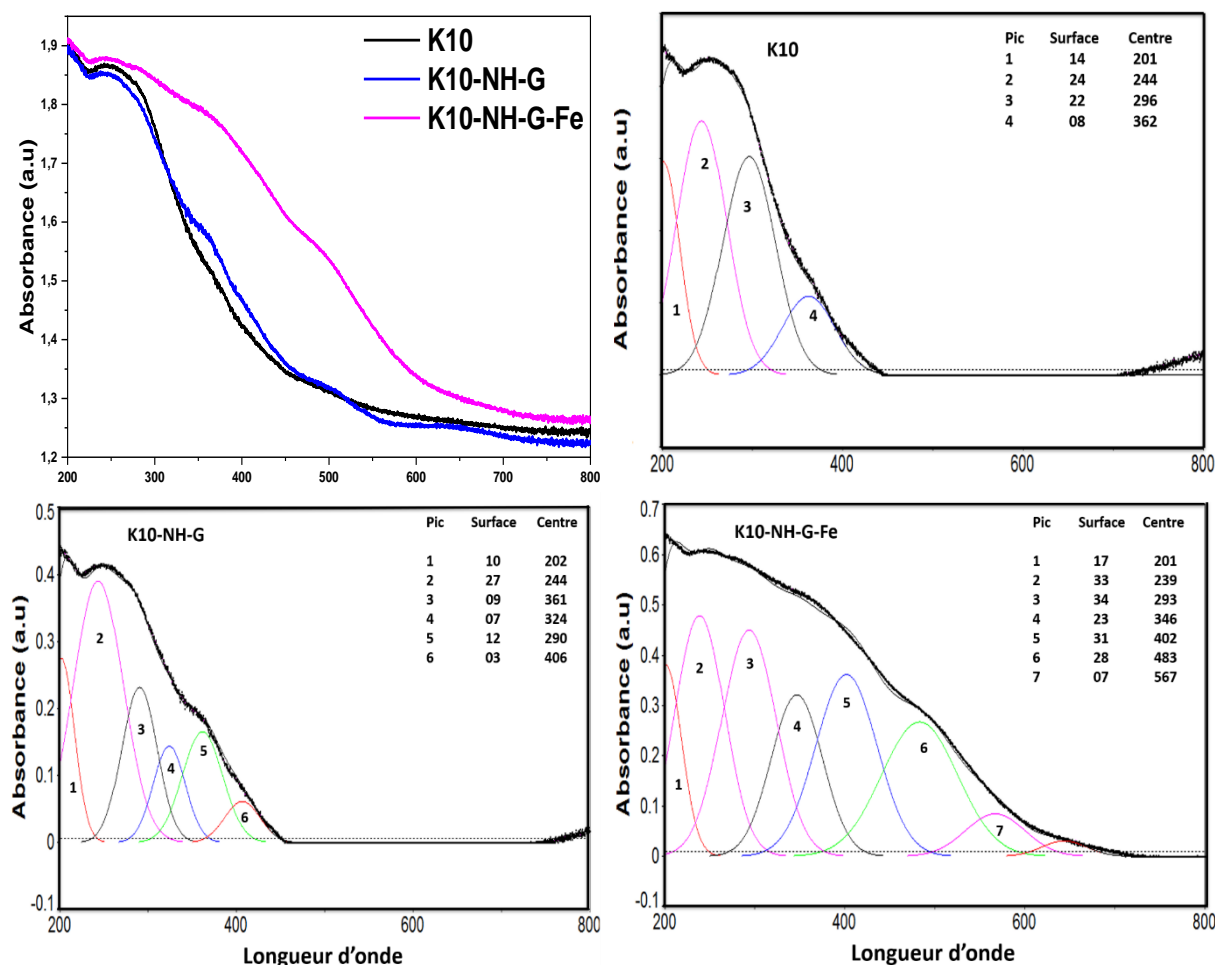 K10
K10-NH-G
K10-NH-G-Fe
Absorbance (a.u)
1,9
1,8
1,7
1,6
1,5
1,4
1,3
1,2
200 300 400 500 600 700 800
K10
Pic Surface Centre
1 14 201
2 24 244
3 22 296
4 08 362
Absorbance (a.u)
1
2
3
4
200 400 600 800
K10-NH-G
Pic Surface Centre
1 10 202
2 27 244
3 09 361
4 07 324
5 12 290
6 03 406
Absorbance (a.u)
0.5
0.4
0.3
0.2
0.1
0
-0.1
1
2
3
4
5
6
200 400 600 800
Longueur d’onde
K10-NH-G-Fe
Pic Surface Centre
1 17 201
2 33 239
3 34 293
4 23 346
5 31 402
6 28 483
7 07 567
Absorbance (a.u)
0.7
0.6
0.5
0.4
0.3
0.2
0.1
0
-0.1
1
2
3
4
5
6
7
200 400 600 800
Longueur d’onde